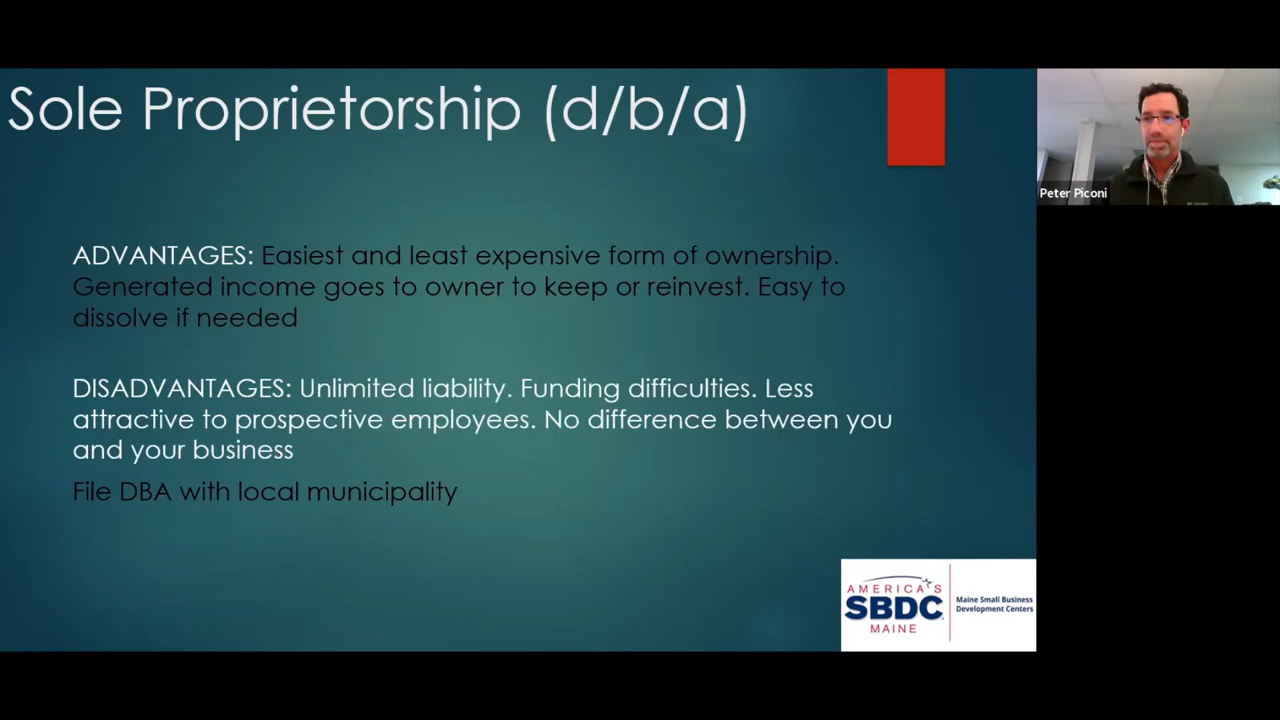 Sole Proprietorship (d/b/a)
Peter Piconi
ADVANTAGES: Easiest and least expensive form of ownership.
Generated income goes to owner to keep or reinvest. Easy to
dissolve if needed
DISADVANTAGES: Unlimited liability. Funding difficulties. Less
attractive to prospective employees. No difference between you
and your business
File DBA with local municipality
AMERICA'S
SBDC
MAINE
Maine Small Business
Development Centers